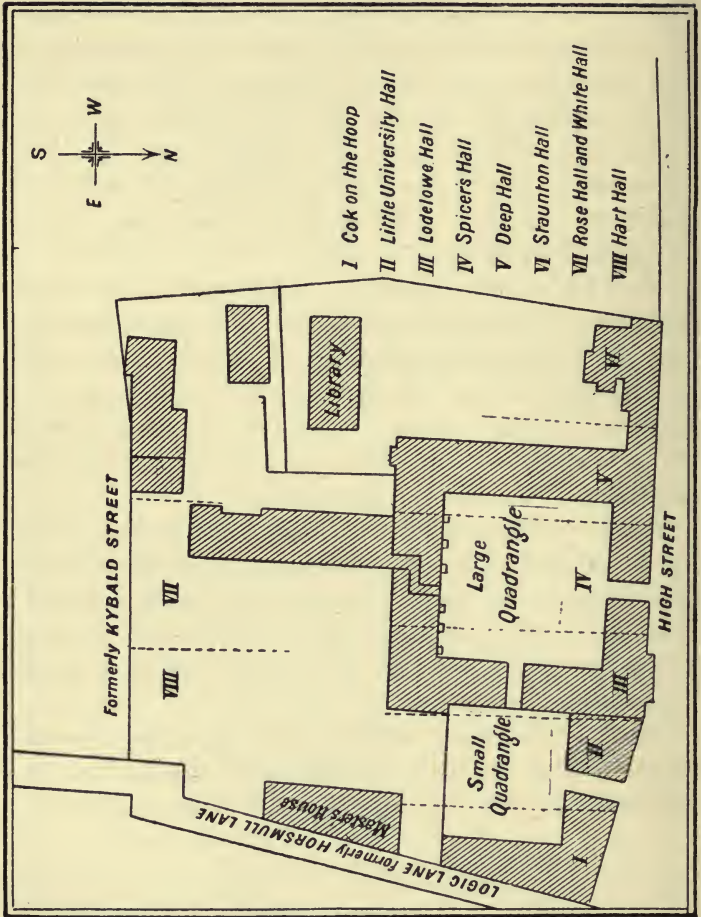 S
E
W
N
I Cok on the Hoop
II Little University Hall
III Lodelowe Hall
IV Spicer's Hall
V Deep Hall
VI Staunton Hall
VII Rose Hall and White Hall
VIII Hart Hall
Formerly KYBALD STREET
VIII
VII
Library
LOGIC LANE formerly HORSMULL LANE
Master's House
Small
Quadrangle
Large
Quadrangle
I
II
III
IV
V
VI
HIGH STREET